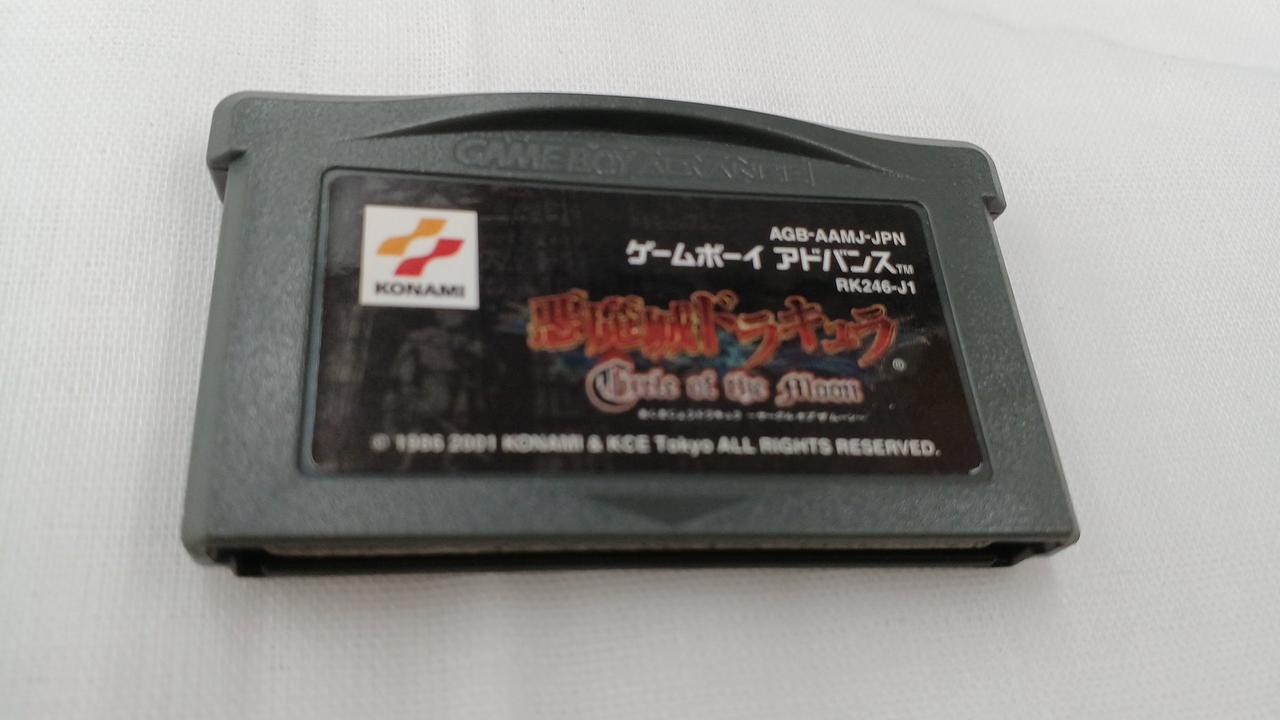 GAME BOY ADVANCE
KONAMI
AGB-AAMJ-JPN
ゲームボーイ アドバンス™
RK246-J1
悪魔城ドラキュラ®
Circle of the Moon
© 1986 2001 KONAMI & KCE Tokyo ALL RIGHTS RESERVED.